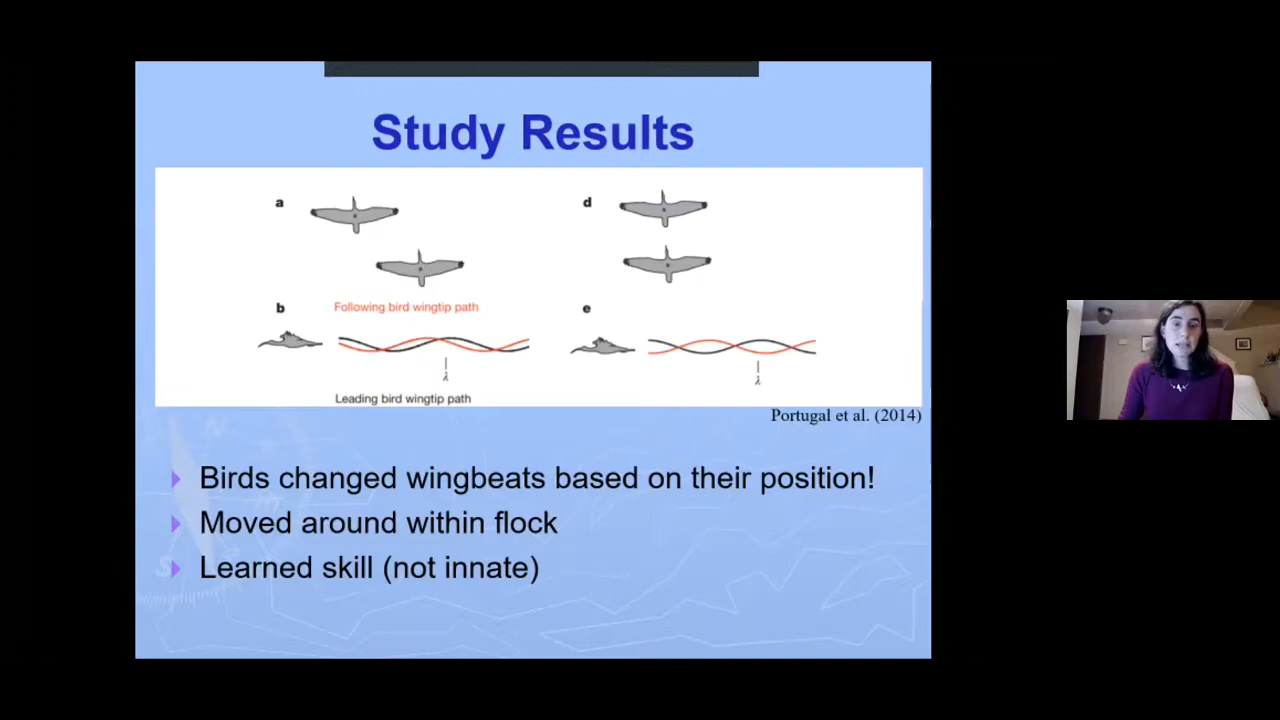 Study Results
a
d
b
Following bird wingtip path
e
λ
λ
Leading bird wingtip path
Portugal et al. (2014)
Birds changed wingbeats based on their position!
Moved around within flock
Learned skill (not innate)